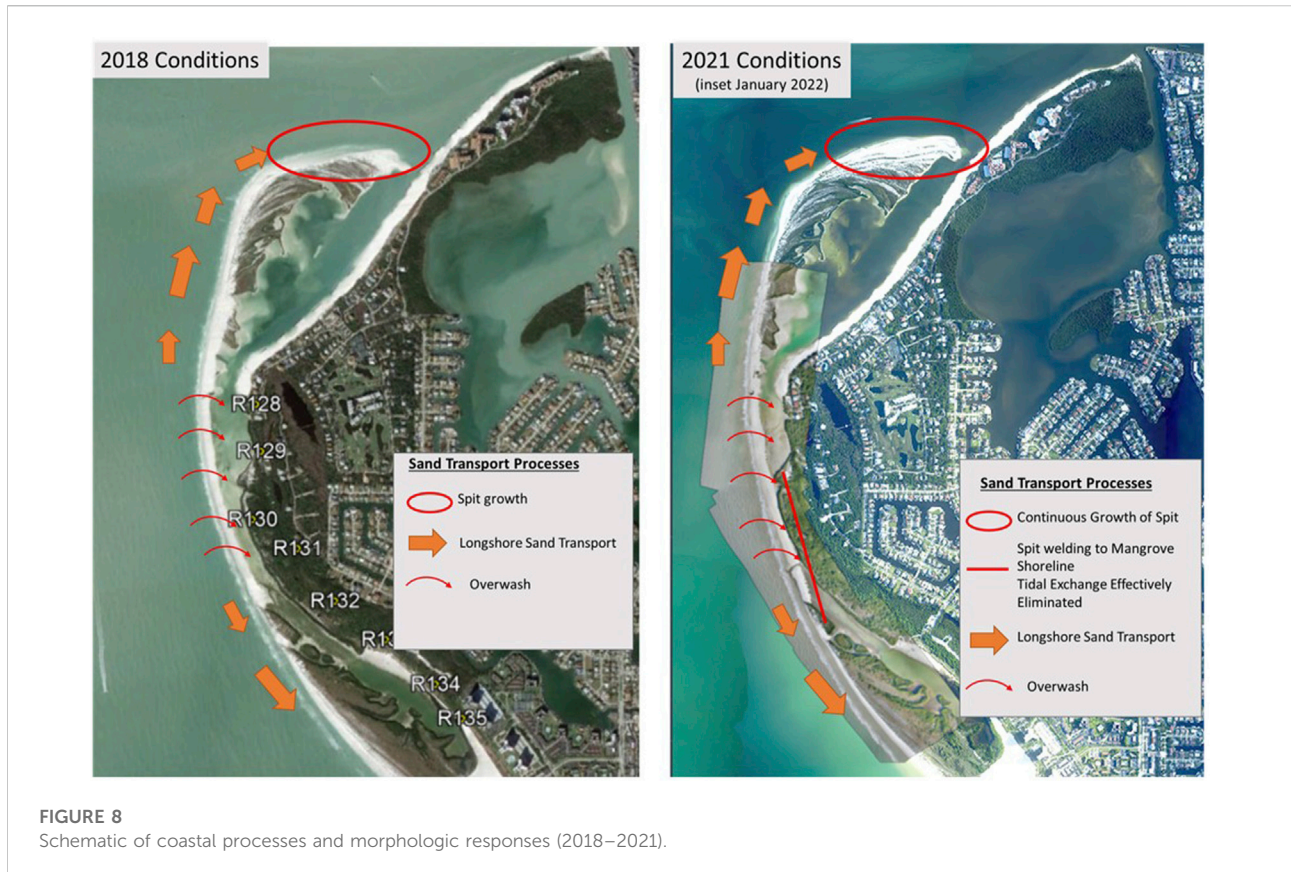 2018 Conditions
R128
R129
R130
R131
R132
R134
R135
Sand Transport Processes
Spit growth
Longshore Sand Transport
Overwash
2021 Conditions
(inset January 2022)
Sand Transport Processes
Continuous Growth of Spit
Spit welding to Mangrove
Shoreline
Tidal Exchange Effectively
Eliminated
Longshore Sand Transport
Overwash
FIGURE 8
Schematic of coastal processes and morphologic responses (2018–2021).